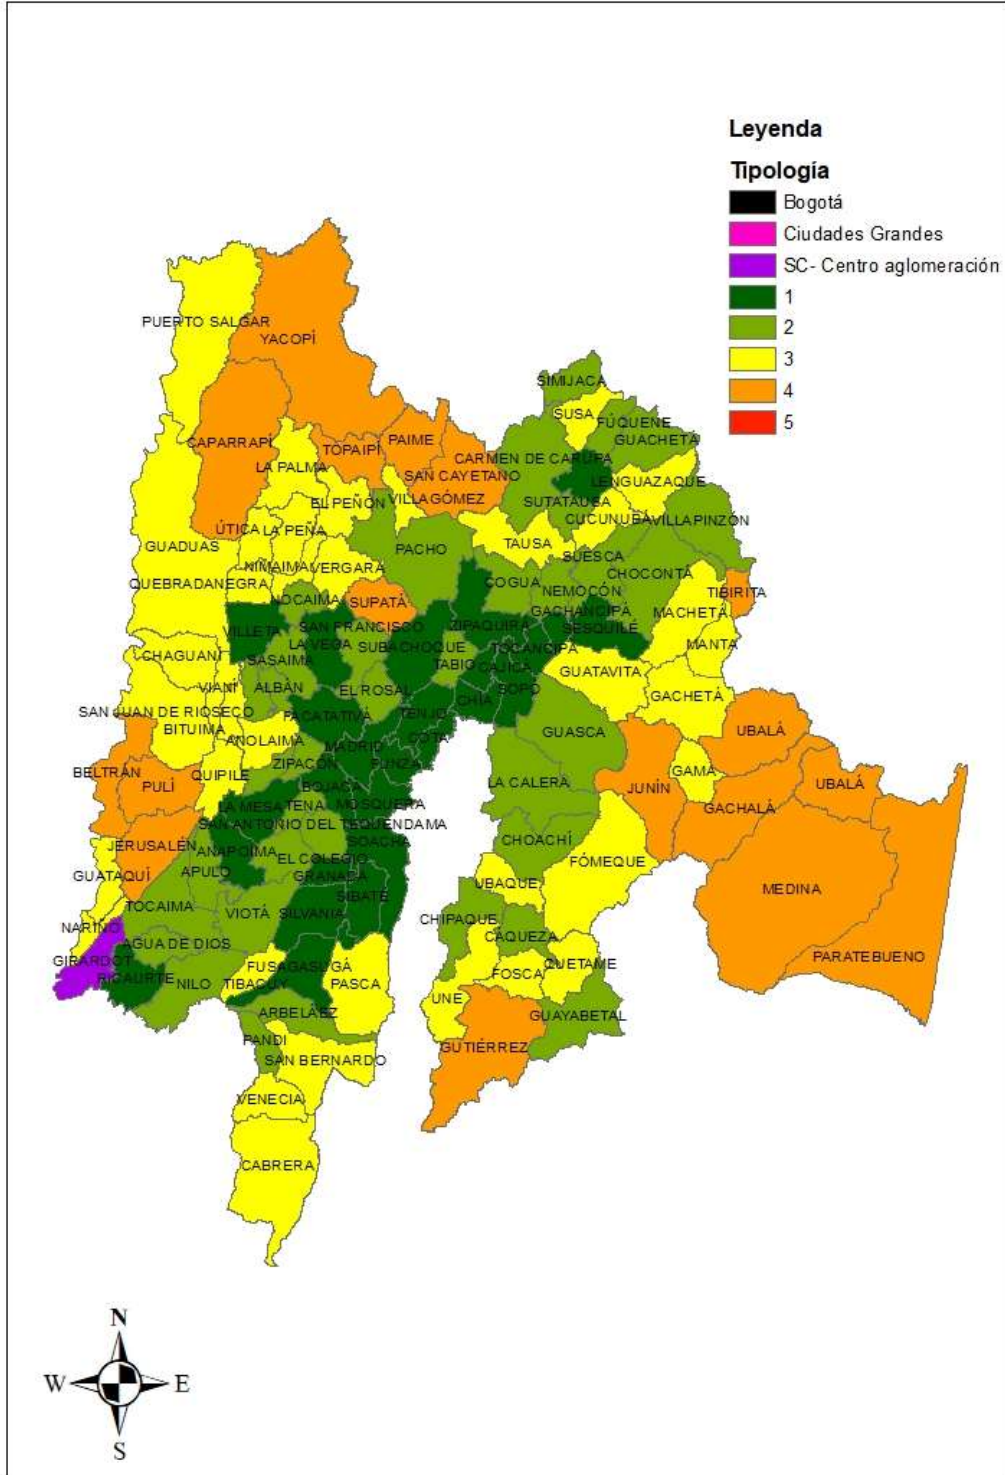 Leyenda
Tipología
Bogotá
Ciudades Grandes
SC- Centro aglomeración
1
2
3
4
5
PUERTO SALGAR
YACOPÍ
SIMIJACA
SUSA
FÚQUENE
GUACHETÁ
CAPARRAPÍ
TOPAIPÍ
PAIME
CARMEN DE CARUPA
LA PALMA
SAN CAYETANO
LENGUAZAQUE
EL PEÑÓN
VILLAGÓMEZ
SUTATAUSA
CUCUNUBÁ
VILLAPINZÓN
ÚTICA
LA PEÑA
TAUSA
GUADUAS
PACHO
SUESCA
NIMAIMA
VERGARA
CHOCONTÁ
QUEBRADANEGRA
COGUA
NEMOCÓN
TIBIRITA
NOCAIMA
SUPATÁ
GACHANCIPÁ
MACHETÁ
VILLETA
SAN FRANCISCO
ZIPAQUIRÁ
SESQUILÉ
LA VEGA
SUBACHOQUE
TOCANCIPÁ
MANTA
CHAGUANÍ
SASAIMA
TABIO
CAJICÁ
GUATAVITA
VIANÍ
ALBÁN
EL ROSAL
CHÍA
SOPÓ
GACHETÁ
SAN JUAN DE RIOSECO
FACATATIVÁ
TENJO
BITUIMA
ANOLAIMA
MADRID
COTA
GUASCA
UBALÁ
BELTRÁN
QUIPILE
ZIPACÓN
FUNZA
GAMA
PULÍ
BOJACÁ
LA CALERA
JUNÍN
UBALÁ
LA MESA
TENA
MOSQUERA
GACHALÁ
SAN ANTONIO DEL TEQUENDAMA
JERUSALÉN
ANAPOIMA
SOACHA
CHOACHÍ
GUATAQUÍ
APULO
EL COLEGIO
FÓMEQUE
GRANADA
UBAQUE
SIBATÉ
MEDINA
TOCAIMA
VIOTÁ
SILVANIA
CHIPAQUE
NARIÑO
AGUA DE DIOS
CÁQUEZA
GIRARDOT
FUSAGASUGÁ
QUETAME
PARATEBUENO
RICAURTE
NILO
TIBACUY
PASCA
FOSCA
UNE
ARBELÁEZ
GUAYABETAL
PANDI
GUTIÉRREZ
SAN BERNARDO
VENECIA
CABRERA
N
W
E
S